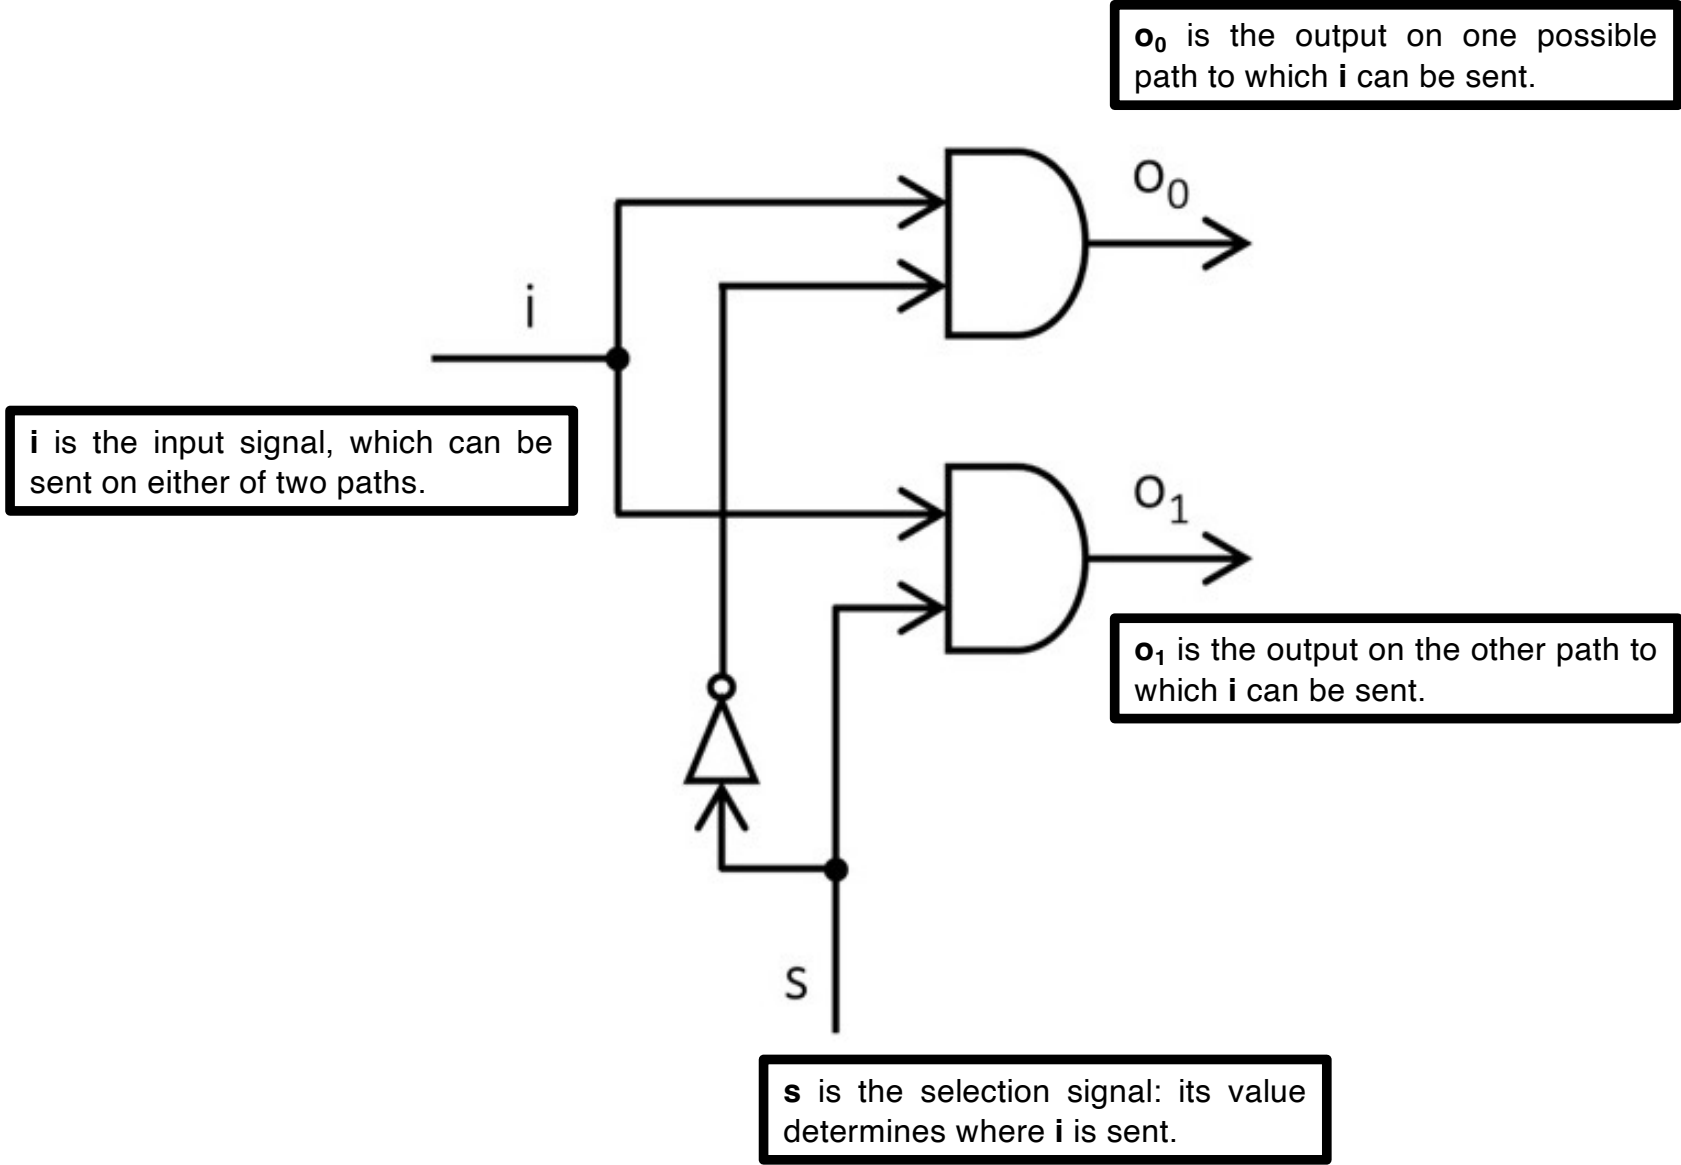 o₀ is the output on one possible
path to which i can be sent.
o₀
i
i is the input signal, which can be
sent on either of two paths.
o₁
o₁ is the output on the other path to
which i can be sent.
s
s is the selection signal: its value
determines where i is sent.